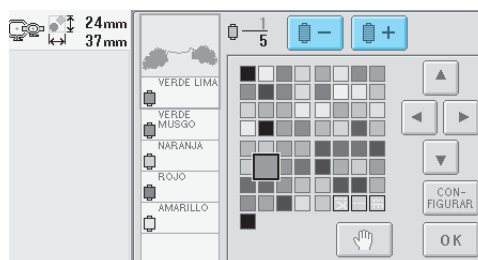 24mm
37mm
1
5
−
+
VERDE LIMA
VERDE
MUSGO
NARANJA
ROJO
AMARILLO
CON-
FIGURAR
OK